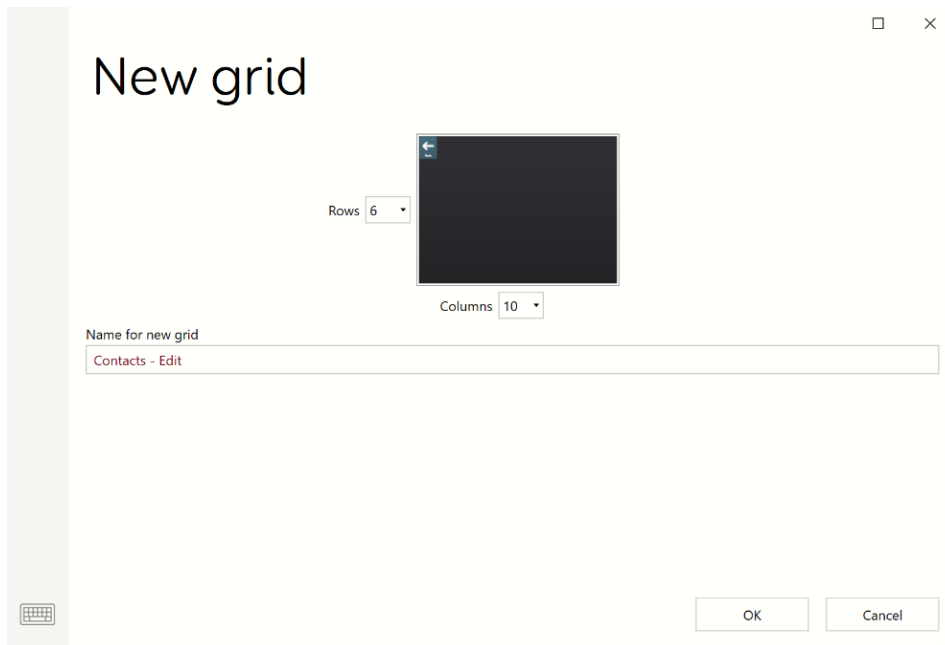 New grid
Rows 6
Columns 10
Name for new grid
Contacts - Edit
OK
Cancel